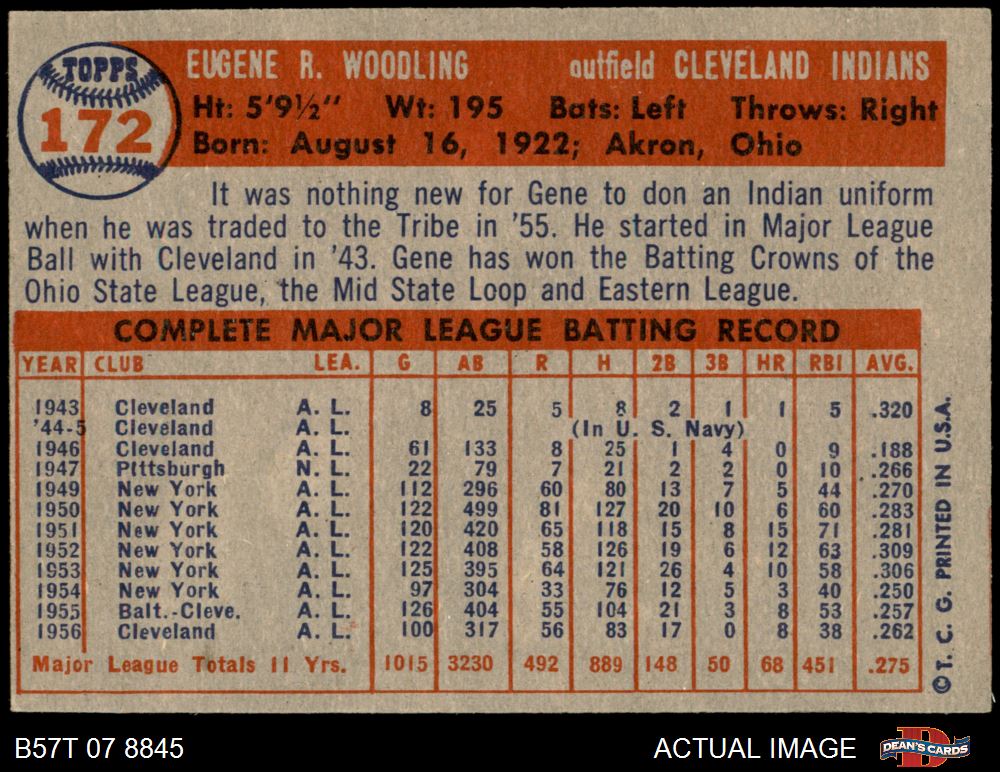 TOPPS
172
EUGENE R. WOODLING outfield CLEVELAND INDIANS
Ht: 5'9½" Wt: 195 Bats: Left Throws: Right
Born: August 16, 1922; Akron, Ohio
It was nothing new for Gene to don an Indian uniform
when he was traded to the Tribe in '55. He started in Major League
Ball with Cleveland in '43. Gene has won the Batting Crowns of the
Ohio State League, the Mid State Loop and Eastern League.
COMPLETE MAJOR LEAGUE BATTING RECORD
YEAR CLUB LEA. G AB R H 2B 3B HR RBI AVG.
1943 Cleveland A. L. 8 25 5 8 2 1 1 5 .320
'44-5 Cleveland A. L. (In U. S. Navy)
1946 Cleveland A. L. 61 133 8 25 1 4 0 9 .188
1947 Pittsburgh N. L. 22 79 7 21 2 2 0 10 .266
1949 New York A. L. 112 296 60 80 13 7 5 44 .270
1950 New York A. L. 122 499 81 127 20 10 6 60 .283
1951 New York A. L. 120 420 65 118 15 8 15 71 .281
1952 New York A. L. 122 408 58 126 19 6 12 63 .309
1953 New York A. L. 125 395 64 121 26 4 10 58 .306
1954 New York A. L. 97 304 33 76 12 5 3 40 .250
1955 Balt.-Cleve. A. L. 126 404 55 104 21 3 8 53 .257
1956 Cleveland A. L. 100 317 56 83 17 0 8 38 .262
Major League Totals 11 Yrs. 1015 3230 492 889 148 50 68 451 .275
©T. C. G. PRINTED IN U.S.A.
B57T 07 8845 ACTUAL IMAGE DEAN'S CARDS